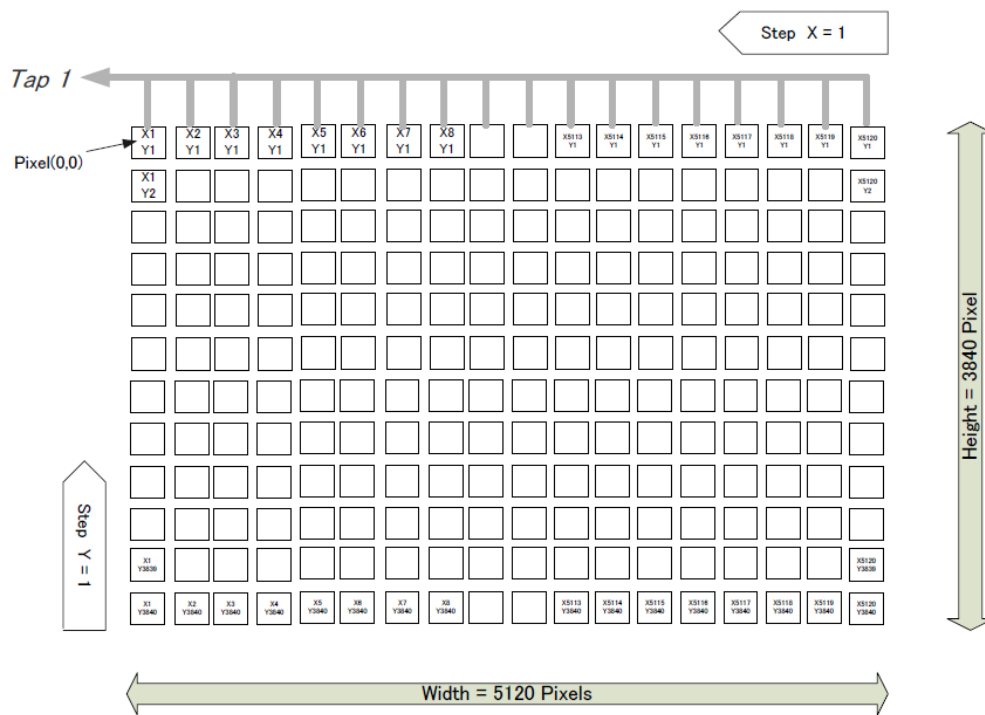 Step X = 1
Tap 1
X1 X2 X3 X4 X5 X6 X7 X8 X5113 X5114 X5115 X5116 X5117 X5118 X5119 X5120
Y1 Y1 Y1 Y1 Y1 Y1 Y1 Y1 Y1 Y1 Y1 Y1 Y1 Y1 Y1 Y1
Pixel(0,0)
X1 X5120
Y2 Y2
Height = 3840 Pixel
Step Y = 1
X1 X5120
Y3839 Y3839
X1 X2 X3 X4 X5 X6 X7 X8 X5113 X5114 X5115 X5116 X5117 X5118 X5119 X5120
Y3840 Y3840 Y3840 Y3840 Y3840 Y3840 Y3840 Y3840 Y3840 Y3840 Y3840 Y3840 Y3840 Y3840 Y3840 Y3840
Width = 5120 Pixels